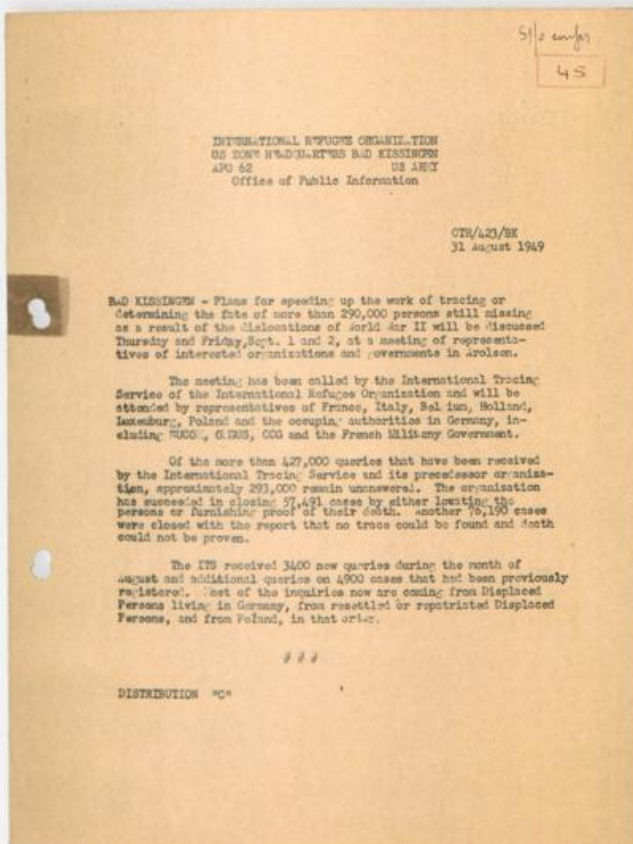 45
INTERNATIONAL REFUGEE ORGANIZATION
US ZONE HEADQUARTERS BAD KISSINGEN
APO 62 US ARMY
Office of Public Information
OTR/423/BK
31 August 1949
BAD KISSINGEN - Plans for speeding up the work of tracing or
determining the fate of more than 290,000 persons still missing
as a result of the dislocations of World War II will be discussed
Thursday and Friday,Sept. 1 and 2, at a meeting of representa-
tives of interested organizations and governments in Arolsen.
The meeting has been called by the International Tracing
Service of the International Refugee Organization and will be
attended by representatives of France, Italy, Belgium, Holland,
Luxemburg, Poland and the occuping authorities in Germany, in-
cluding CCG and the French Military Government.
Of the more than 427,000 queries that have been received
by the International Tracing Service and its predecessor organiza-
tion, approximately 293,000 remain unanswered. The organization
has succeeded in closing 57,491 cases by either locating the
persons or furnishing proof of their death. Another 76,190 cases
were closed with the report that no trace could be found and death
could not be proven.
The ITS received 3400 new queries during the month of
August and additional queries on 4900 cases that had been previously
registered. Most of the inquiries now are coming from Displaced
Persons living in Germany, from resettled or repatriated Displaced
Persons, and from Poland, in that order.
# # #
DISTRIBUTION "C"